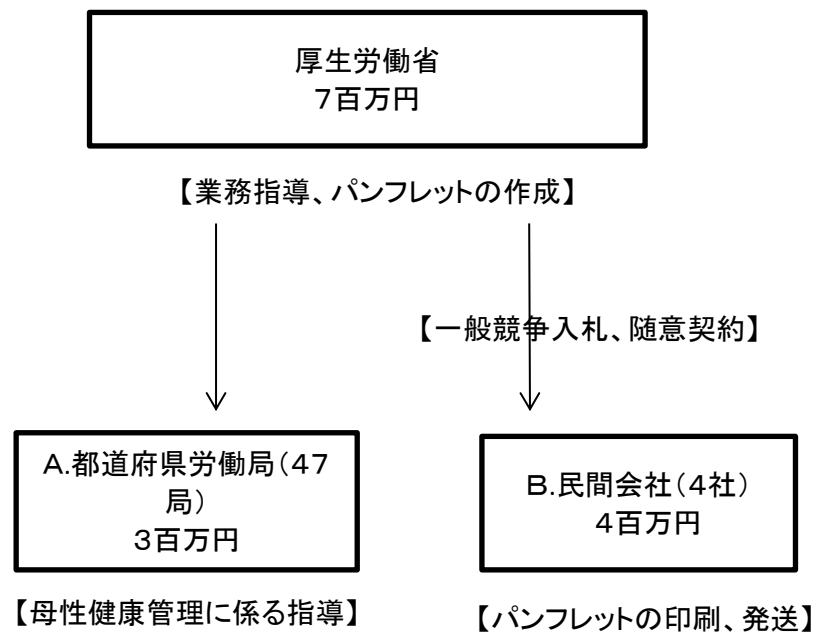 厚生労働省
7百万円
【業務指導、パンフレットの作成】
【一般競争入札、随意契約】
A.都道府県労働局(47
局)
3百万円
B.民間会社(4社)
4百万円
【母性健康管理に係る指導】
【パンフレットの印刷、発送】